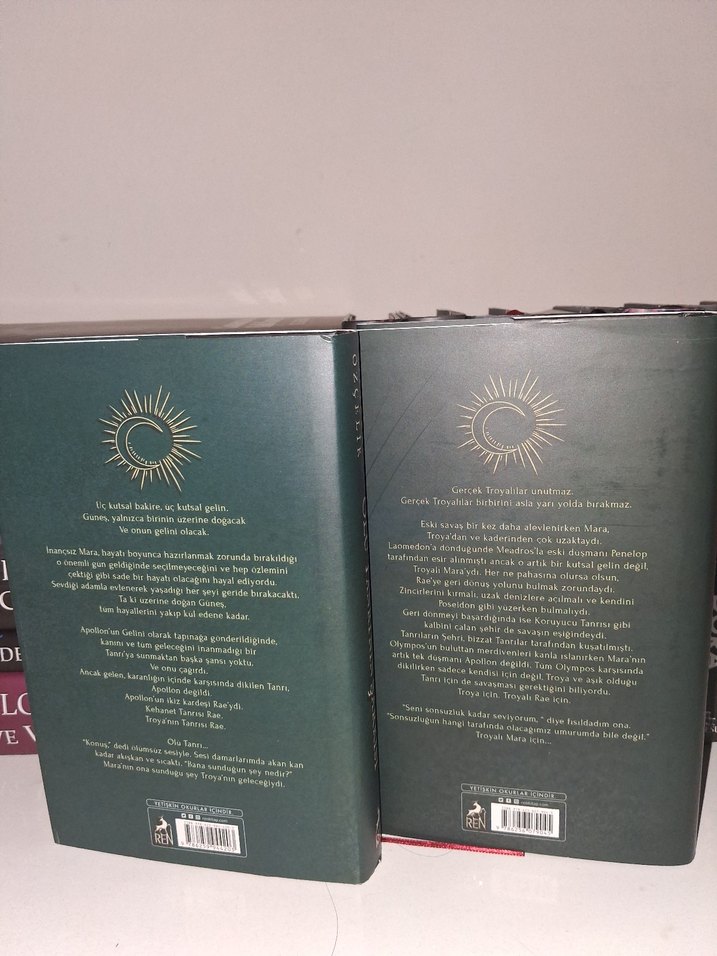 Üç kutsal bakire, üç kutsal gelin.
Güneş, yalnızca birinin üzerine doğacak
Ve onun gelini olacak.
İnançsız Mara, hayatı boyunca hazırlanmak zorunda bırakıldığı
o önemli gün geldiğinde seçilmeyeceğini ve hep özlemini
çektiği gibi sade bir hayatı olacağını hayal ediyordu.
Sevdiği adamla evlenerek yaşadığı her şeyi geride bırakacaktı.
Ta ki üzerine doğan Güneş,
tüm hayallerini yakıp kül edene kadar.
Apollon'un Gelini olarak tapınağa gönderildiğinde,
kanını ve tüm geleceğini inanmadığı bir
Tanrı'ya sunmaktan başka şansı yoktu.
Ve onu çağırdı.
Ancak gelen, karanlığın içinde karşısında dikilen Tanrı,
Apollon değildi.
Apollon'un ikiz kardeşi Rae'ydi.
Kehanet Tanrısı Rae.
Troya'nın Tanrısı Rae.
Ölü Tanrı...
"Konuş," dedi ölümsüz sesiyle. Sesi damarlarımda akan kan
kadar akışkan ve sıcaktı. "Bana sunduğun şey nedir?"
Mara'nın ona sunduğu şey Troya'nın geleceğiydi.
YETİŞKİN OKURLAR İÇİNDİR
renkitap.com
REN
ÖZÇELİK
Gerçek Troyalılar unutmaz.
Gerçek Troyalılar birbirini asla yarı yolda bırakmaz.
Eski savaş bir kez daha alevlenirken Mara,
Troya'dan ve kaderinden çok uzaktaydı.
Laomedon'a döndüğünde Meadros'la eski düşmanı Penelop
tarafından esir alınmıştı ancak o artık bir kutsal gelin değil,
Troyalı Mara'ydı. Her ne pahasına olursa olsun,
Rae'ye geri dönüş yolunu bulmak zorundaydı.
Zincirlerini kırmalı, uzak denizlere açılmalı ve kendini
Poseidon gibi yüzerken bulmalıydı.
Geri dönmeyi başardığında ise Koruyucu Tanrısı gibi
kalbini çalan şehir de savaşın eşiğindeydi.
Tanrıların Şehri, bizzat Tanrılar tarafından kuşatılmıştı.
Olympos'un buluttan merdivenleri kanla ıslanırken Mara'nın
artık tek düşmanı Apollon değildi. Tüm Olympos karşısında
dikilirken sadece kendisi için değil, Troya ve aşık olduğu
Tanrı için de savaşması gerektiğini biliyordu.
Troya için, Troyalı Rae için.
"Seni sonsuzluk kadar seviyorum, " diye fısıldadım ona.
"Sonsuzluğun hangi tarafında olacağımız umurumda bile değil."
Troyalı Mara için...
YETİŞKİN OKURLAR İÇİNDİR
renkitap.com
REN